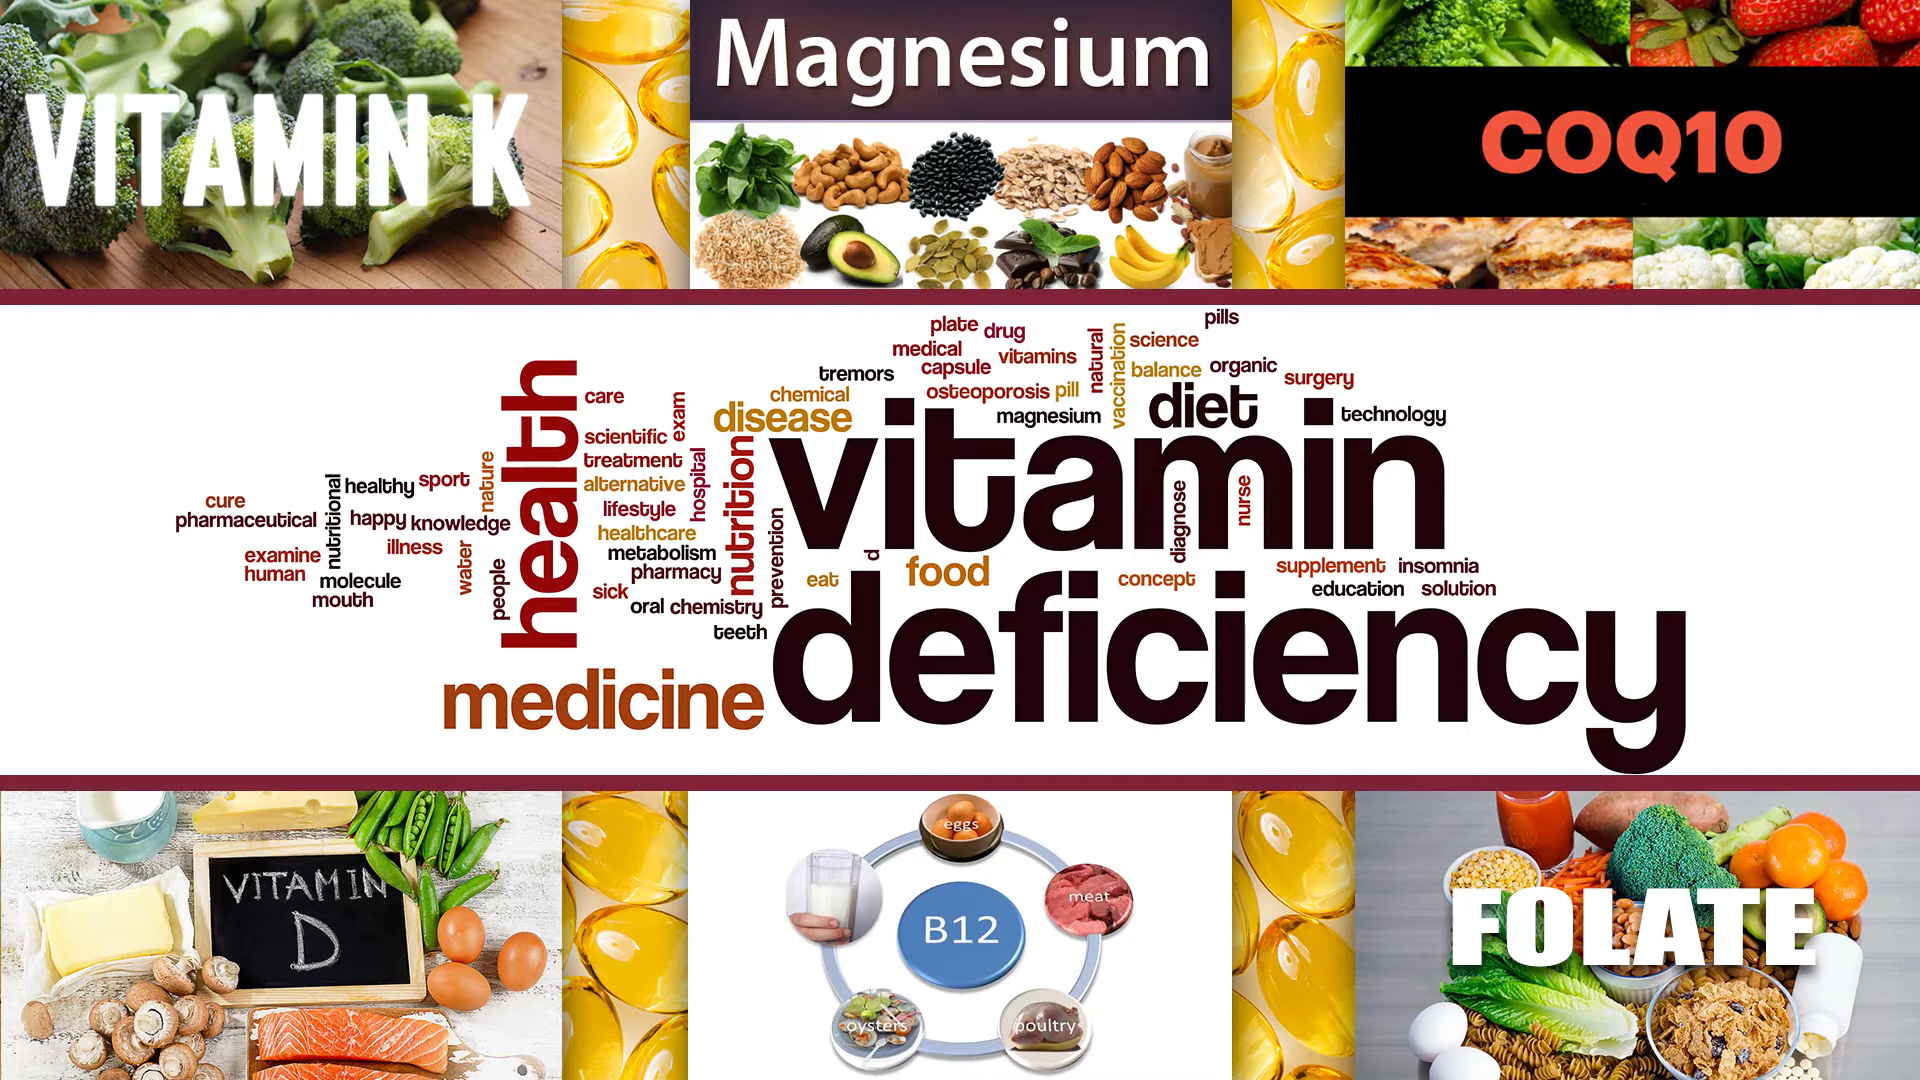 VITAMIN K
Magnesium
COQ10
plate
drug
pills
medical
vitamins
natural
vaccination
science
tremors
capsule
balance
organic
chemical
osteoporosis
pill
surgery
disease
magnesium
diet
technology
health
care
exam
scientific
treatment
alternative
hospital
nutrition
lifestyle
healthcare
metabolism
pharmacy
prevention
sick
oral
chemistry
teeth
nature
sport
healthy
nutritional
cure
pharmaceutical
happy
knowledge
examine
illness
human
water
people
molecule
mouth
vitamin
diagnose
nurse
d
eat
food
concept
supplement
insomnia
education
solution
deficiency
medicine
VITAMIN
D
eggs
meat
B12
oysters
poultry
FOLATE